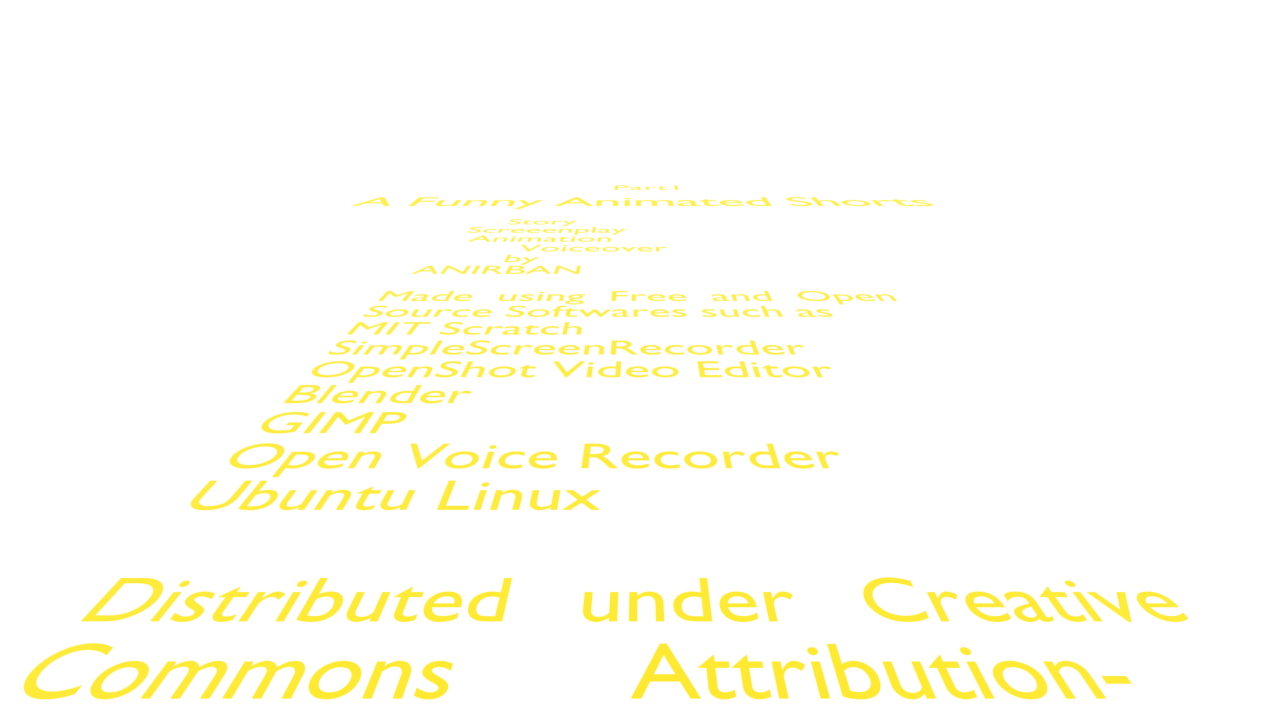 Part1
A Funny Animated Shorts
Story
Screeenplay
Animation
Voiceover
by
ANIRBAN
Made using Free and Open
Source Softwares such as
MIT Scratch
SimpleScreenRecorder
OpenShot Video Editor
Blender
GIMP
Open Voice Recorder
Ubuntu Linux
Distributed under Creative
Commons Attribution-